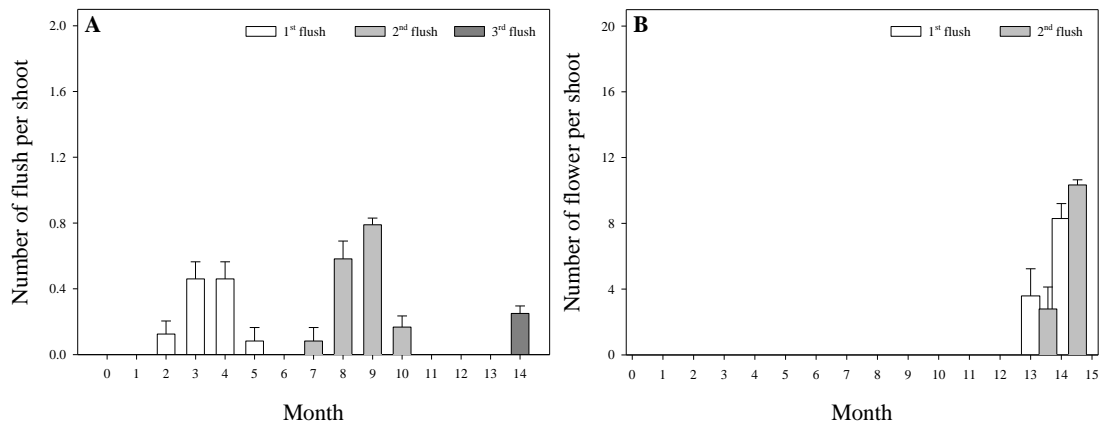 A
1st flush 2nd flush 3rd flush
Number of flush per shoot
2.0
1.6
1.2
0.8
0.4
0.0
0 1 2 3 4 5 6 7 8 9 10 11 12 13 14
Month
B
1st flush 2nd flush
Number of flower per shoot
20
16
12
8
4
0
0 1 2 3 4 5 6 7 8 9 10 11 12 13 14 15
Month